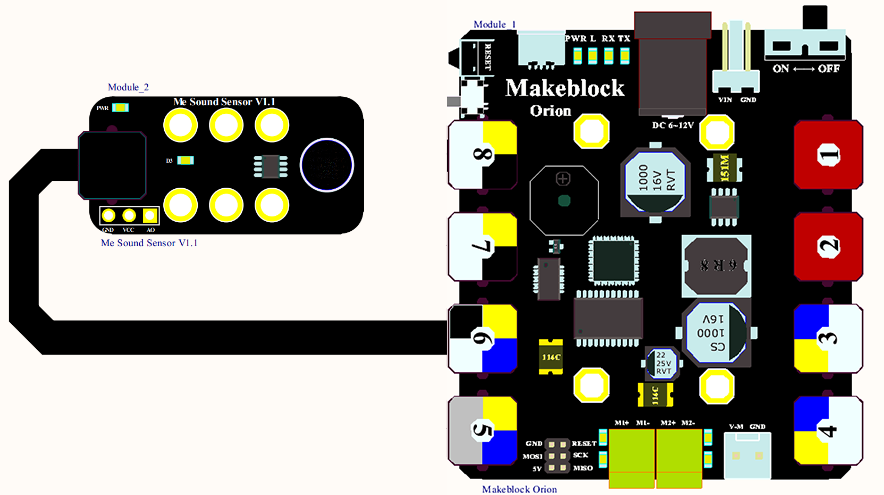 Module_1
PWR L RX TX
RESET
ON ⟷ OFF
Makeblock
Orion
VIN GND
DC 6~12V
Module_2
PWR
Me Sound Sensor V1.1
D3
GND VCC AO
Me Sound Sensor V1.1
8
7
6
5
1
2
3
4
1000
16V
RVT
151M
6R8
CS
1000
16V
22
25V
RVT
114C
114C
M1+ M1- M2+ M2-
V-M GND
GND RESET
MOSI SCK
5V MISO
Makeblock Orion